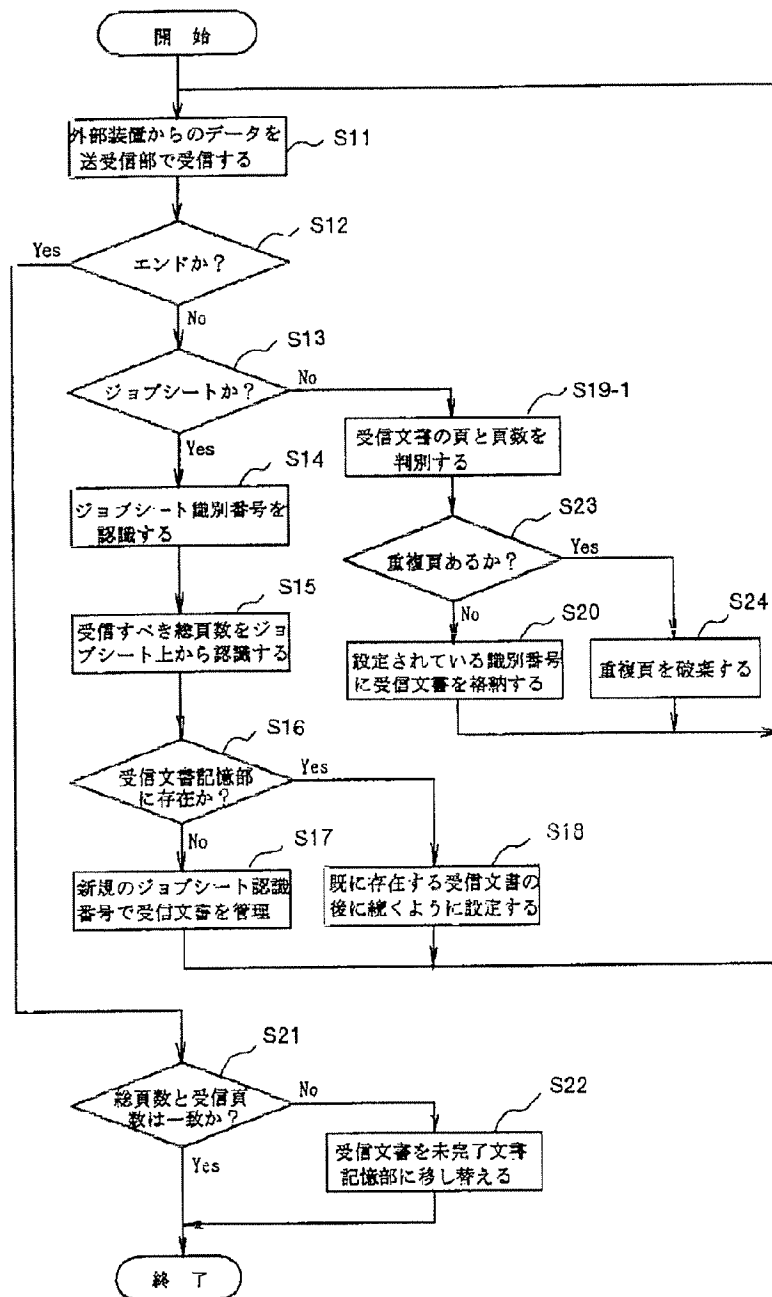 開 始
外部装置からのデータを
送受信部で受信する
S11
S12
Yes
エンドか？
No
S13
ジョブシートか？
No
S19-1
受信文書の頁と頁数を
判別する
Yes
S14
ジョブシート識別番号を
認識する
S23
重複頁あるか？
Yes
No
S15
受信すべき総頁数をジョ
ブシート上から認識する
S20
設定されている識別番号
に受信文書を格納する
S24
重複頁を破棄する
S16
受信文書記憶部
に存在か？
Yes
No
S17
新規のジョブシート認識
番号で受信文書を管理
S18
既に存在する受信文書の
後に続くように設定する
S21
総頁数と受信頁
数は一致か？
No
S22
受信文書を未完了文書
記憶部に移し替える
Yes
終 了